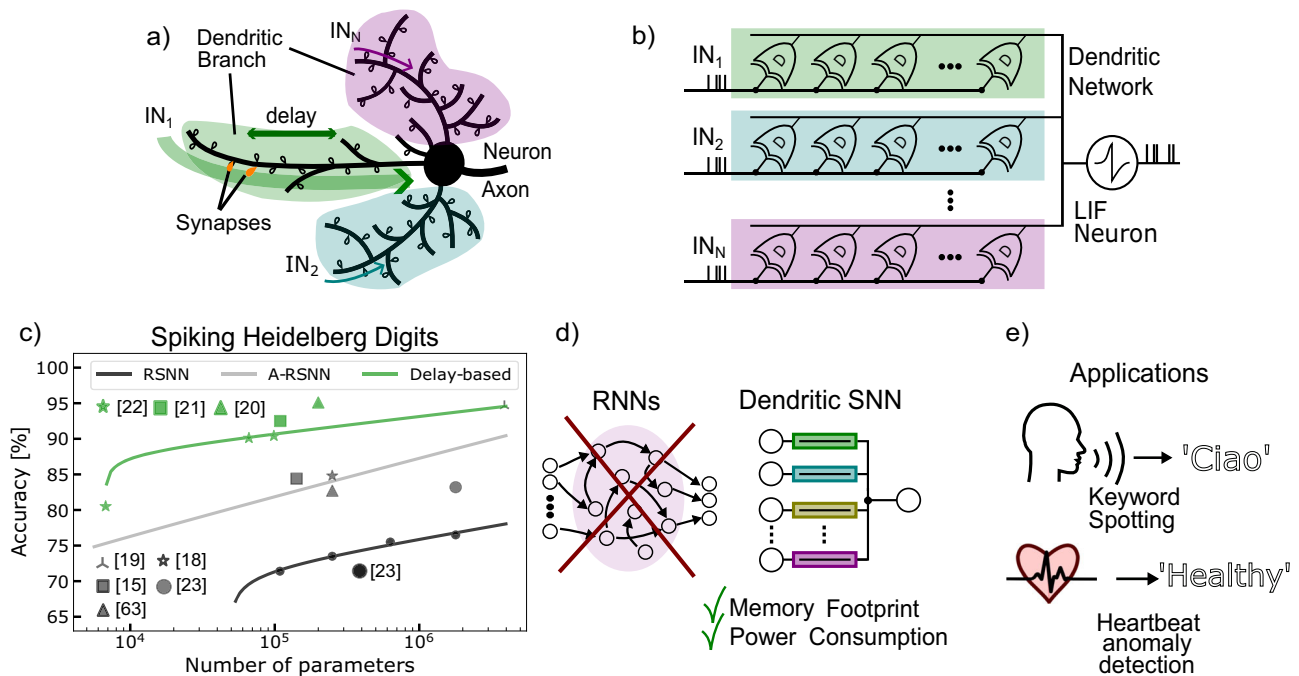 a)
Dendritic
Branch
IN_N
IN_1
delay
Neuron
Axon
Synapses
IN_2
b)
IN_1
D D D ••• D
Dendritic
Network
IN_2
D D D ••• D
LIF
Neuron
IN_N
D D D ••• D
c)
Spiking Heidelberg Digits
RSNN A-RSNN Delay-based
[22] [21] [20]
[19] [18]
[15] [23]
[63]
[23]
100
95
90
85
80
75
70
65
Accuracy [%]
10^4 10^5 10^6
Number of parameters
d)
RNNs
Dendritic SNN
Memory Footprint
Power Consumption
e)
Applications
'Ciao'
Keyword
Spotting
'Healthy'
Heartbeat
anomaly
detection